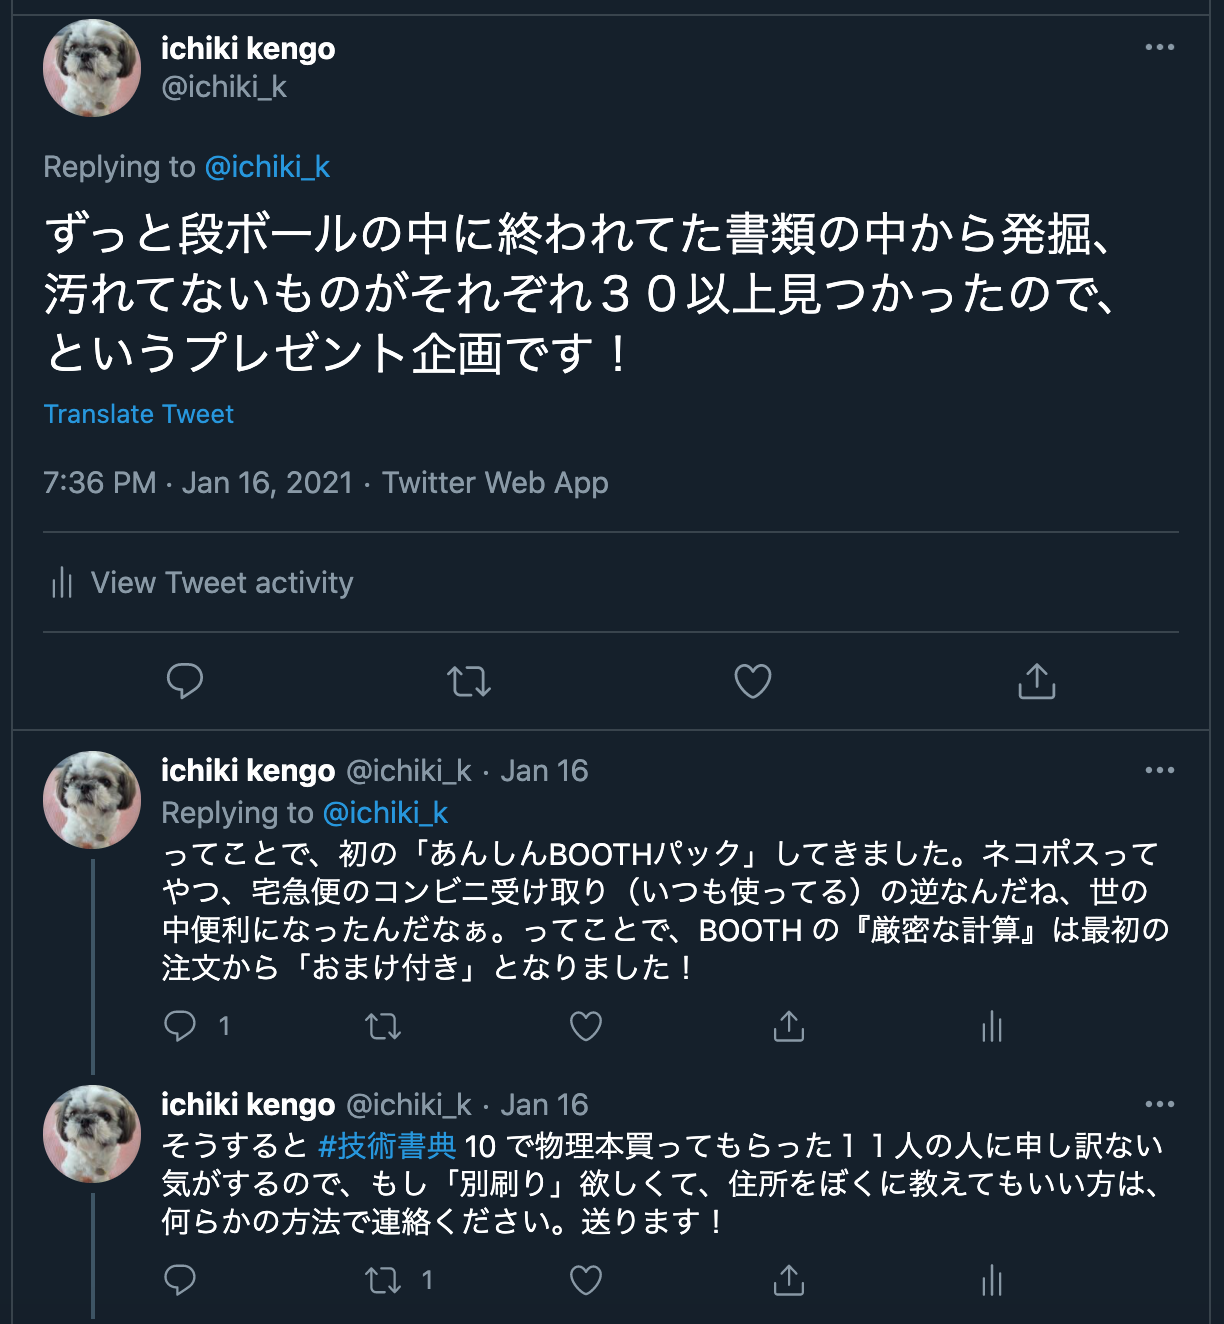 ichiki kengo
@ichiki_k
Replying to @ichiki_k
ずっと段ボールの中に終われてた書類の中から発掘、
汚れてないものがそれぞれ３０以上見つかったので、
というプレゼント企画です！
Translate Tweet
7:36 PM · Jan 16, 2021 · Twitter Web App
View Tweet activity
ichiki kengo @ichiki_k · Jan 16
Replying to @ichiki_k
ってことで、初の「あんしんBOOTHパック」してきました。ネコポスって
やつ、宅急便のコンビニ受け取り（いつも使ってる）の逆なんだね、世の
中便利になったんだなぁ。ってことで、BOOTH の『厳密な計算』は最初の
注文から「おまけ付き」となりました！
1
ichiki kengo @ichiki_k · Jan 16
そうすると #技術書典 10 で物理本買ってもらった１１人の人に申し訳ない
気がするので、もし「別刷り」欲しくて、住所をぼくに教えてもいい方は、
何らかの方法で連絡ください。送ります！
1